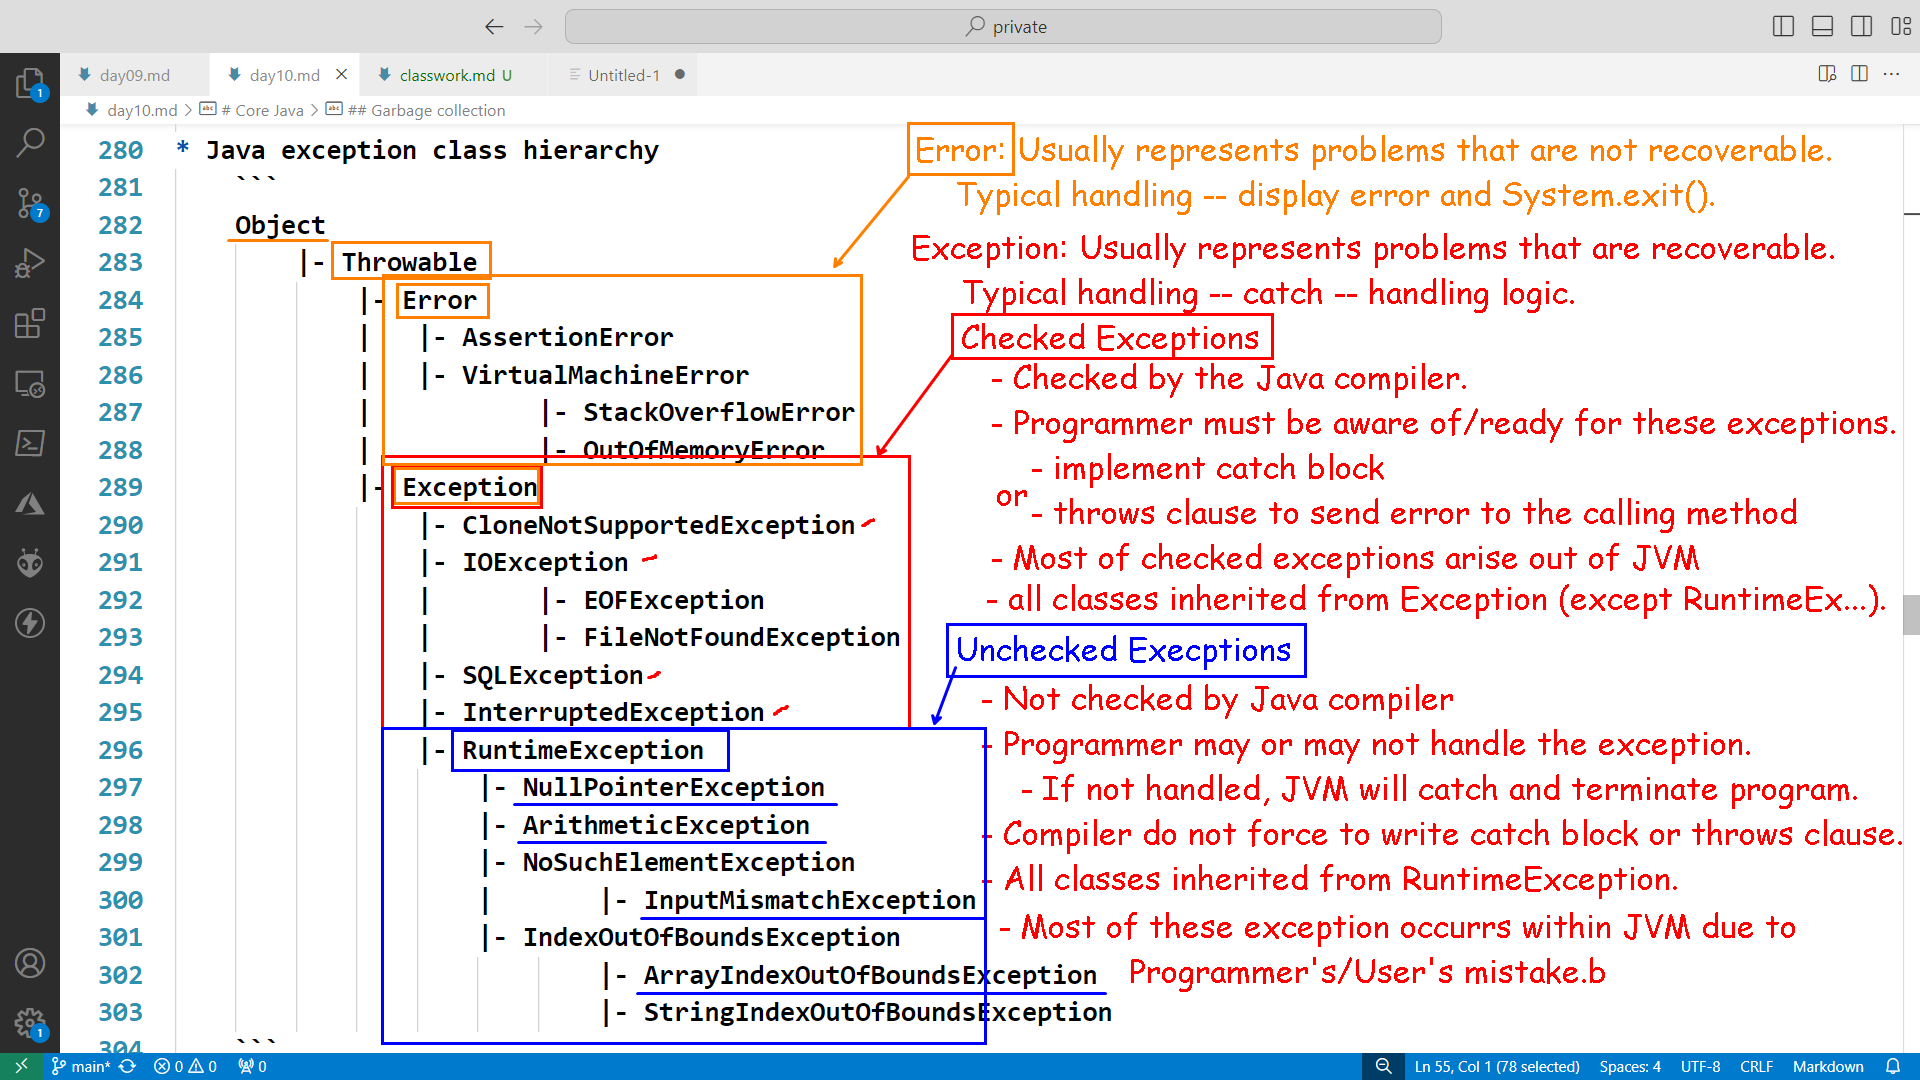 private
day09.md
day10.md
classwork.md U
Untitled-1
day10.md > # Core Java > ## Garbage collection
280 * Java exception class hierarchy
281 ```
282 Object
283 |- Throwable
284 |- Error
285 | |- AssertionError
286 | |- VirtualMachineError
287 | |- StackOverflowError
288 | |- OutOfMemoryError
289 |- Exception
290 |- CloneNotSupportedException
291 |- IOException
292 | |- EOFException
293 | |- FileNotFoundException
294 |- SQLException
295 |- InterruptedException
296 |- RuntimeException
297 |- NullPointerException
298 |- ArithmeticException
299 |- NoSuchElementException
300 | |- InputMismatchException
301 |- IndexOutOfBoundsException
302 |- ArrayIndexOutOfBoundsException
303 |- StringIndexOutOfBoundsException
304 ```
Error: Usually represents problems that are not recoverable.
Typical handling -- display error and System.exit().
Exception: Usually represents problems that are recoverable.
Typical handling -- catch -- handling logic.
Checked Exceptions
- Checked by the Java compiler.
- Programmer must be aware of/ready for these exceptions.
- implement catch block
or
- throws clause to send error to the calling method
- Most of checked exceptions arise out of JVM
- all classes inherited from Exception (except RuntimeEx...).
Unchecked Execptions
- Not checked by Java compiler
- Programmer may or may not handle the exception.
- If not handled, JVM will catch and terminate program.
- Compiler do not force to write catch block or throws clause.
- All classes inherited from RuntimeException.
- Most of these exception occurrs within JVM due to
Programmer's/User's mistake.b
1
7
1
main* 0 0 0
Ln 55, Col 1 (78 selected) Spaces: 4 UTF-8 CRLF Markdown